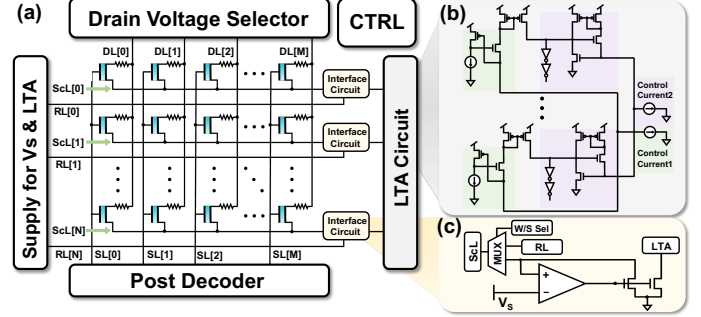 (a)
Drain Voltage Selector
CTRL
DL[0] DL[1] DL[2] DL[M]
Supply for Vs & LTA
ScL[0]
RL[0]
Interface Circuit
ScL[1]
RL[1]
Interface Circuit
ScL[N]
RL[N]
Interface Circuit
SL[0] SL[1] SL[2] SL[M]
Post Decoder
LTA Circuit
(b)
Control
Current2
Control
Current1
(c)
W/S Sel
ScL
MUX
RL
LTA
+
−
VS